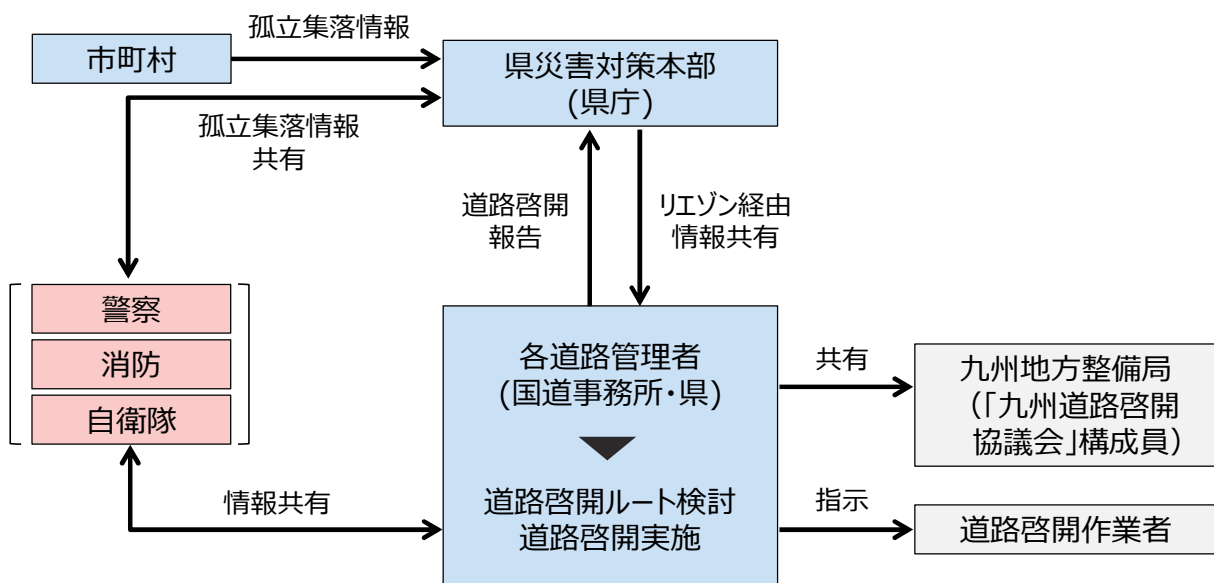 孤立集落情報
市町村
県災害対策本部
(県庁)
孤立集落情報
共有
道路啓開
報告
リエゾン経由
情報共有
警察
消防
自衛隊
各道路管理者
(国道事務所・県)
道路啓開ルート検討
道路啓開実施
共有
九州地方整備局
(「九州道路啓開
協議会」構成員)
情報共有
指示
道路啓開作業者